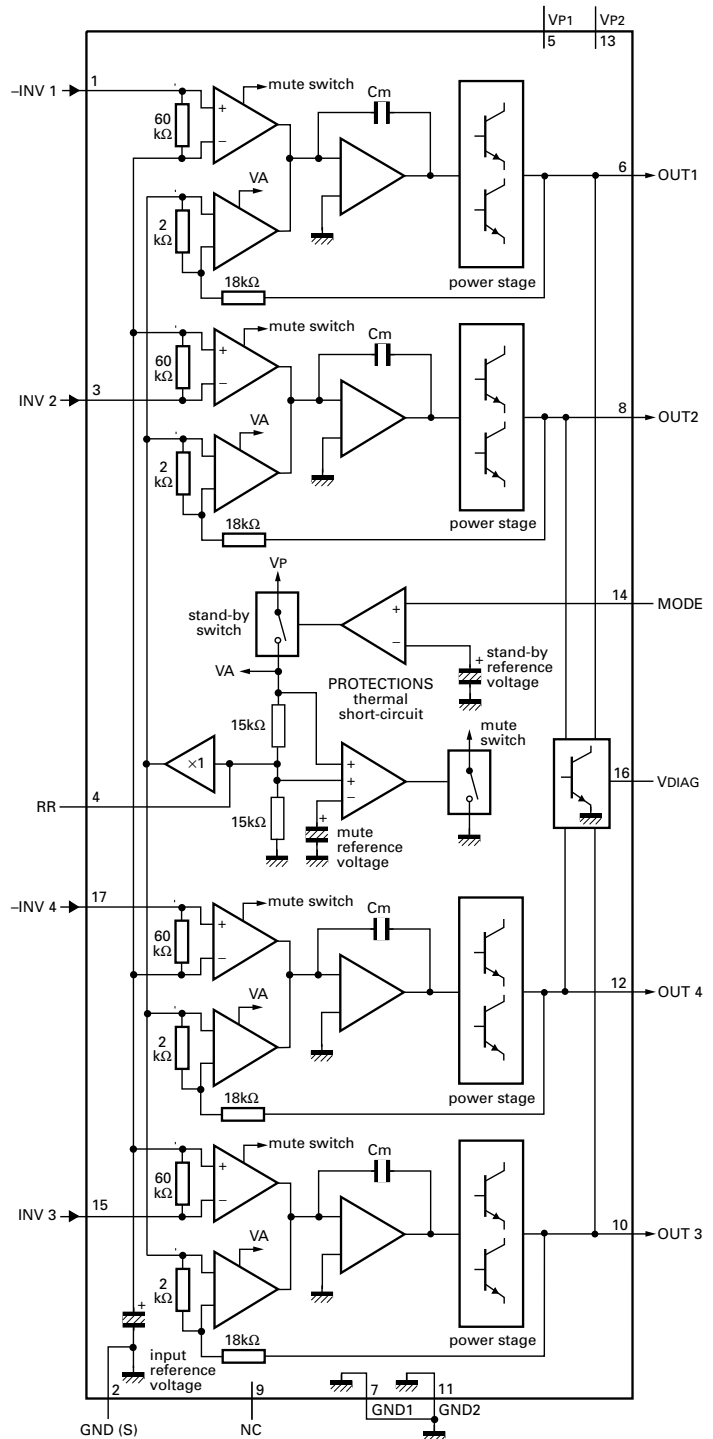 VP1 VP2
5 13
–INV 1
1
mute switch
Cm
60
kΩ
+
–
VA
2
kΩ
18kΩ
power stage
6
OUT1
mute switch
Cm
60
kΩ
+
–
INV 2
3
VA
2
kΩ
18kΩ
power stage
8
OUT2
VP
stand-by
switch
+
–
14
MODE
+
stand-by
reference
voltage
VA
PROTECTIONS
thermal
short-circuit
15kΩ
mute
switch
×1
+
+
–
16
VDIAG
RR
4
15kΩ
+
mute
reference
voltage
–INV 4
17
mute switch
Cm
60
kΩ
+
–
VA
2
kΩ
18kΩ
power stage
12
OUT 4
mute switch
Cm
60
kΩ
+
–
INV 3
15
VA
2
kΩ
18kΩ
power stage
10
OUT 3
+
input
reference
voltage
2
GND (S)
9
NC
7
GND1
11
GND2